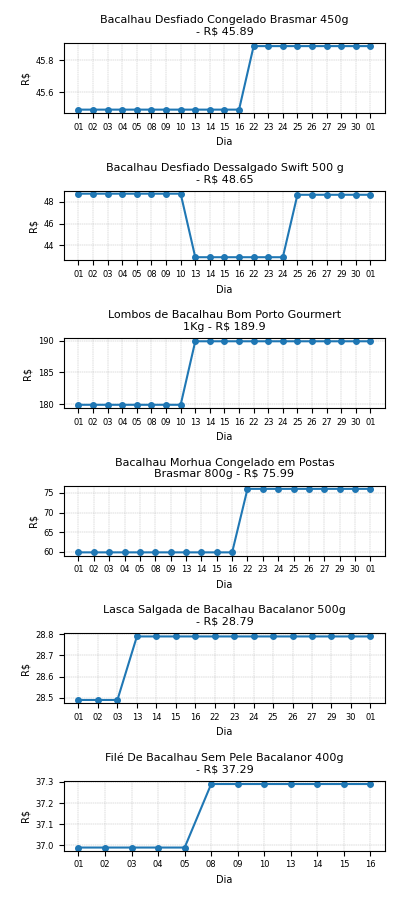 Bacalhau Desfiado Congelado Brasmar 450g
- R$ 45.89
45.8
45.6
R$
01 02 03 04 05 08 09 10 13 14 15 16 22 23 24 25 26 27 29 30 01
Dia
Bacalhau Desfiado Dessalgado Swift 500 g
- R$ 48.65
48
46
44
R$
01 02 03 04 05 08 09 10 13 14 15 16 22 23 24 25 26 27 29 30 01
Dia
Lombos de Bacalhau Bom Porto Gourmert
1Kg - R$ 189.9
190
185
180
R$
01 02 03 04 05 08 09 10 13 14 15 16 22 23 24 25 26 27 29 30 01
Dia
Bacalhau Morhua Congelado em Postas
Brasmar 800g - R$ 75.99
75
70
65
60
R$
01 02 03 04 05 08 09 13 14 15 16 22 23 24 25 26 27 29 30 01
Dia
Lasca Salgada de Bacalhau Bacalanor 500g
- R$ 28.79
28.8
28.7
28.6
28.5
R$
01 02 03 13 14 15 16 22 23 24 25 26 27 29 30 01
Dia
Filé De Bacalhau Sem Pele Bacalanor 400g
- R$ 37.29
37.3
37.2
37.1
37.0
R$
01 02 03 04 05 08 09 10 13 14 15 16
Dia